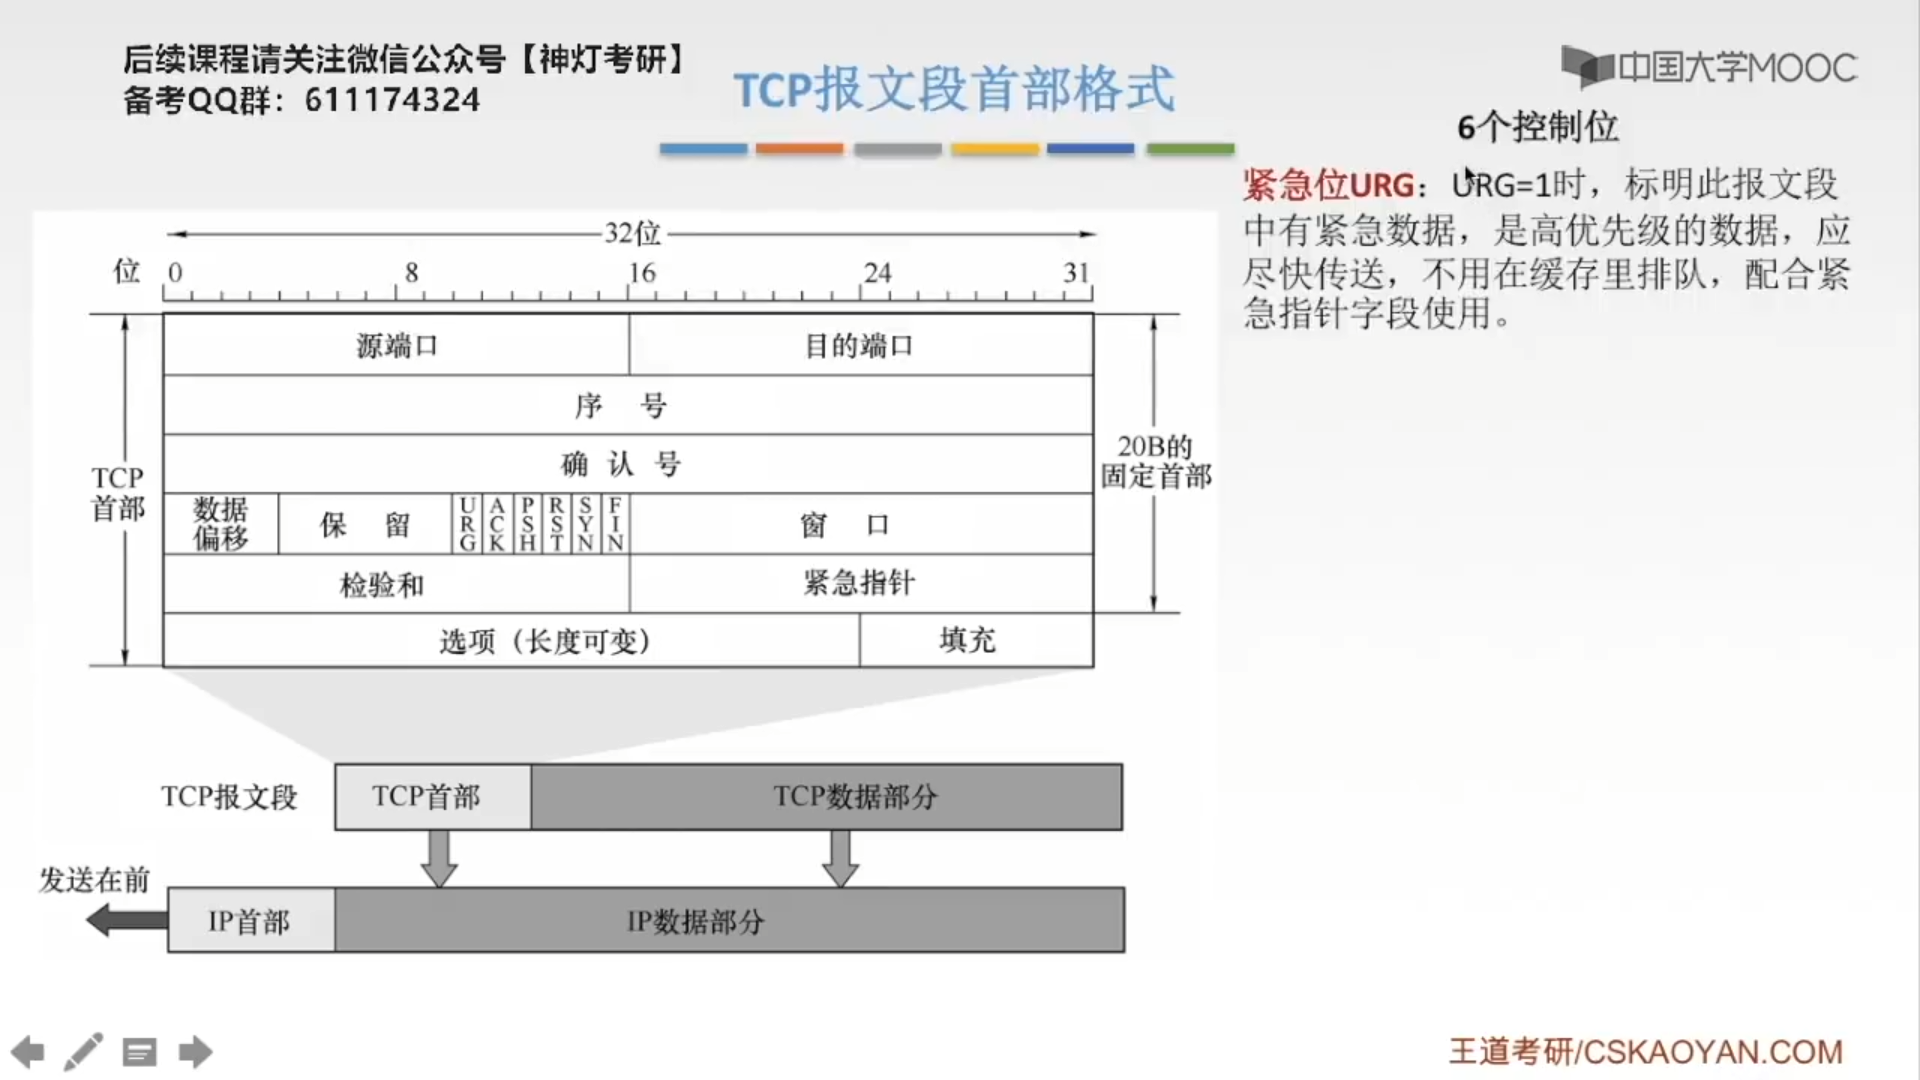 后续课程请关注微信公众号【神灯考研】
备考QQ群：611174324
TCP报文段首部格式
中国大学MOOC
6个控制位
紧急位URG：URG=1时，标明此报文段
中有紧急数据，是高优先级的数据，应
尽快传送，不用在缓存里排队，配合紧
急指针字段使用。
32位
位 0 8 16 24 31
源端口 目的端口
序 号
确 认 号
TCP
首部
20B的
固定首部
数据
偏移
保 留
URG ACK PSH RST SYN FIN
窗 口
检验和 紧急指针
选项（长度可变） 填充
TCP报文段 TCP首部 TCP数据部分
发送在前
IP首部 IP数据部分
王道考研/CSKAOYAN.COM